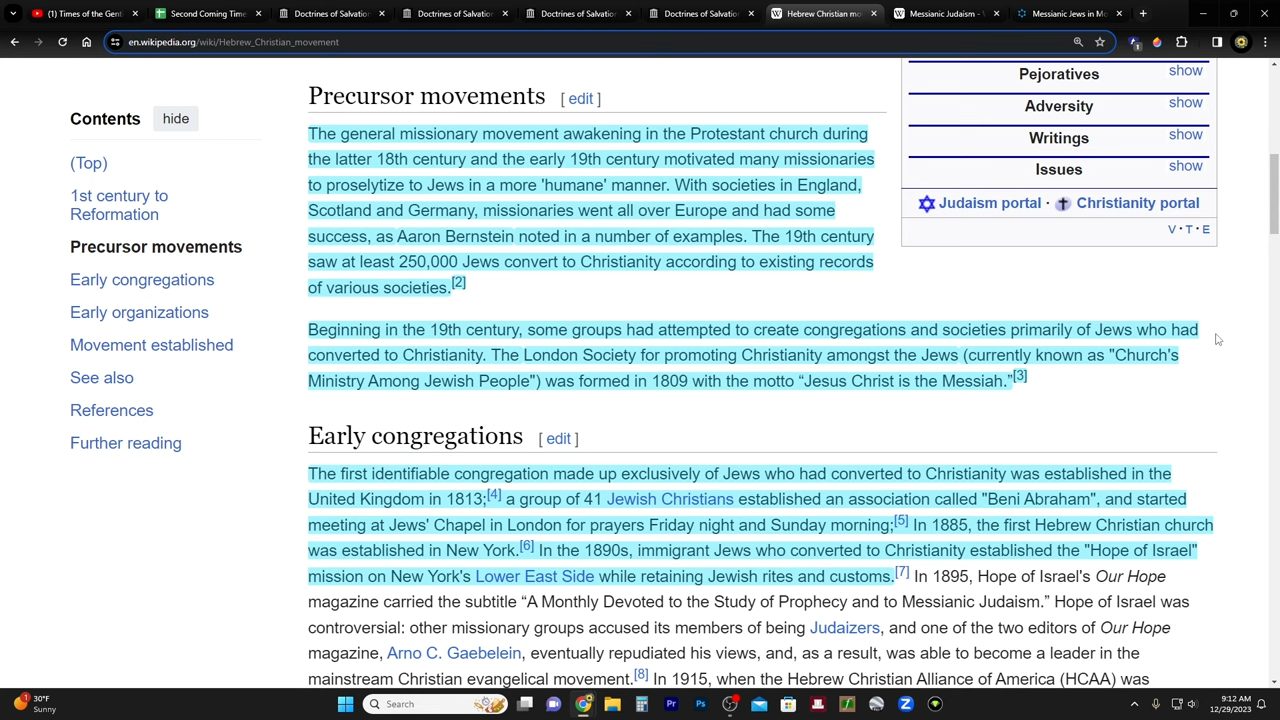 (1) Times of the Gent
Second Coming Time
Doctrines of Salvatio
Doctrines of Salvatio
Doctrines of Salvatio
Doctrines of Salvatio
Hebrew Christian mo
Messianic Judaism - W
Messianic Jews in Mo
en.wikipedia.org/wiki/Hebrew_Christian_movement
Contents hide
(Top)
1st century to
Reformation
Precursor movements
Early congregations
Early organizations
Movement established
See also
References
Further reading
Precursor movements [ edit ]
The general missionary movement awakening in the Protestant church during
the latter 18th century and the early 19th century motivated many missionaries
to proselytize to Jews in a more 'humane' manner. With societies in England,
Scotland and Germany, missionaries went all over Europe and had some
success, as Aaron Bernstein noted in a number of examples. The 19th century
saw at least 250,000 Jews convert to Christianity according to existing records
of various societies.[2]
Beginning in the 19th century, some groups had attempted to create congregations and societies primarily of Jews who had
converted to Christianity. The London Society for promoting Christianity amongst the Jews (currently known as "Church's
Ministry Among Jewish People") was formed in 1809 with the motto “Jesus Christ is the Messiah.”[3]
Early congregations [ edit ]
The first identifiable congregation made up exclusively of Jews who had converted to Christianity was established in the
United Kingdom in 1813;[4] a group of 41 Jewish Christians established an association called "Beni Abraham", and started
meeting at Jews' Chapel in London for prayers Friday night and Sunday morning;[5] In 1885, the first Hebrew Christian church
was established in New York.[6] In the 1890s, immigrant Jews who converted to Christianity established the "Hope of Israel"
mission on New York's Lower East Side while retaining Jewish rites and customs.[7] In 1895, Hope of Israel's Our Hope
magazine carried the subtitle “A Monthly Devoted to the Study of Prophecy and to Messianic Judaism.” Hope of Israel was
controversial: other missionary groups accused its members of being Judaizers, and one of the two editors of Our Hope
magazine, Arno C. Gaebelein, eventually repudiated his views, and, as a result, was able to become a leader in the
mainstream Christian evangelical movement.[8] In 1915, when the Hebrew Christian Alliance of America (HCAA) was
Pejoratives show
Adversity show
Writings show
Issues show
Judaism portal · Christianity portal
V · T · E
1
30°F
Sunny
Search
9:12 AM
12/29/2023